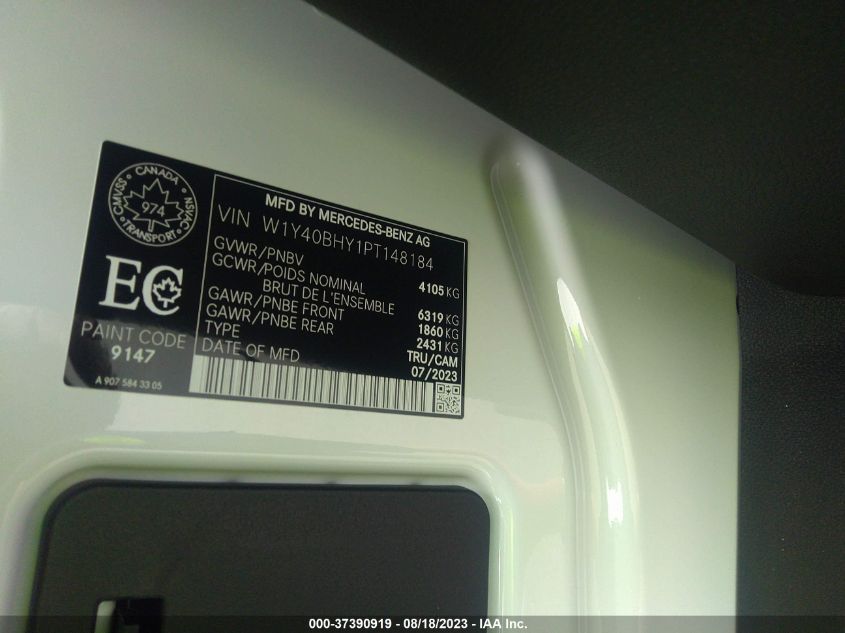 CANADA
CMVSS
NSVAC
974
TRANSPORT
EC
PAINT CODE
9147
A 907 584 33 05
MFD BY MERCEDES-BENZ AG
VIN W1Y40BHY1PT148184
GVWR/PNBV 4105 KG
GCWR/POIDS NOMINAL
BRUT DE L'ENSEMBLE 6319 KG
GAWR/PNBE FRONT 1860 KG
GAWR/PNBE REAR 2431 KG
TYPE TRU/CAM
DATE OF MFD 07/2023
000-37390919 - 08/18/2023 - IAA Inc.